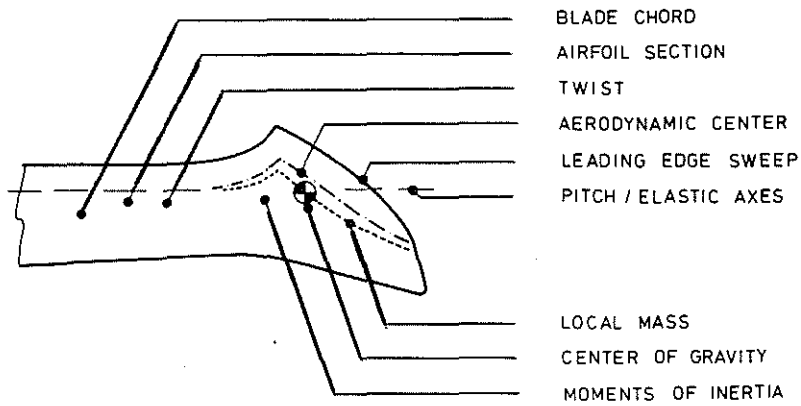 BLADE CHORD
AIRFOIL SECTION
TWIST
AERODYNAMIC CENTER
LEADING EDGE SWEEP
PITCH / ELASTIC AXES
LOCAL MASS
CENTER OF GRAVITY
MOMENTS OF INERTIA